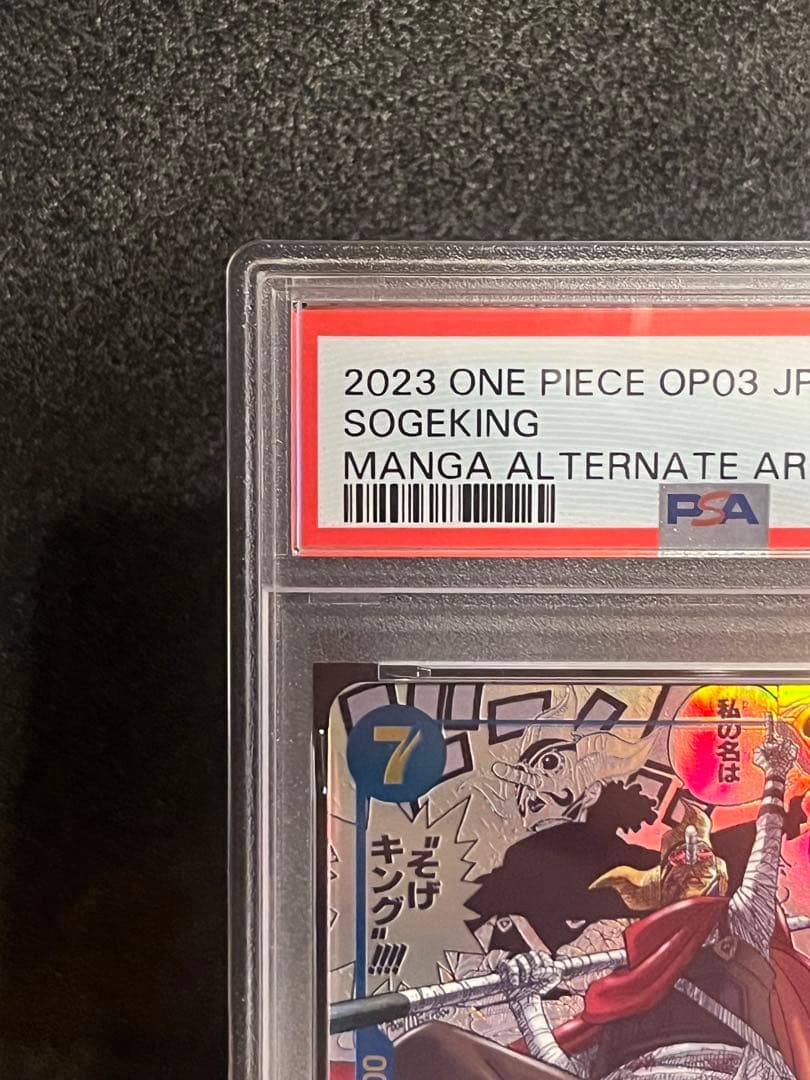 2023 ONE PIECE OP03 JP
SOGEKING
MANGA ALTERNATE AR
PSA
7
私の名は
"そげ
キング"!!!!
00